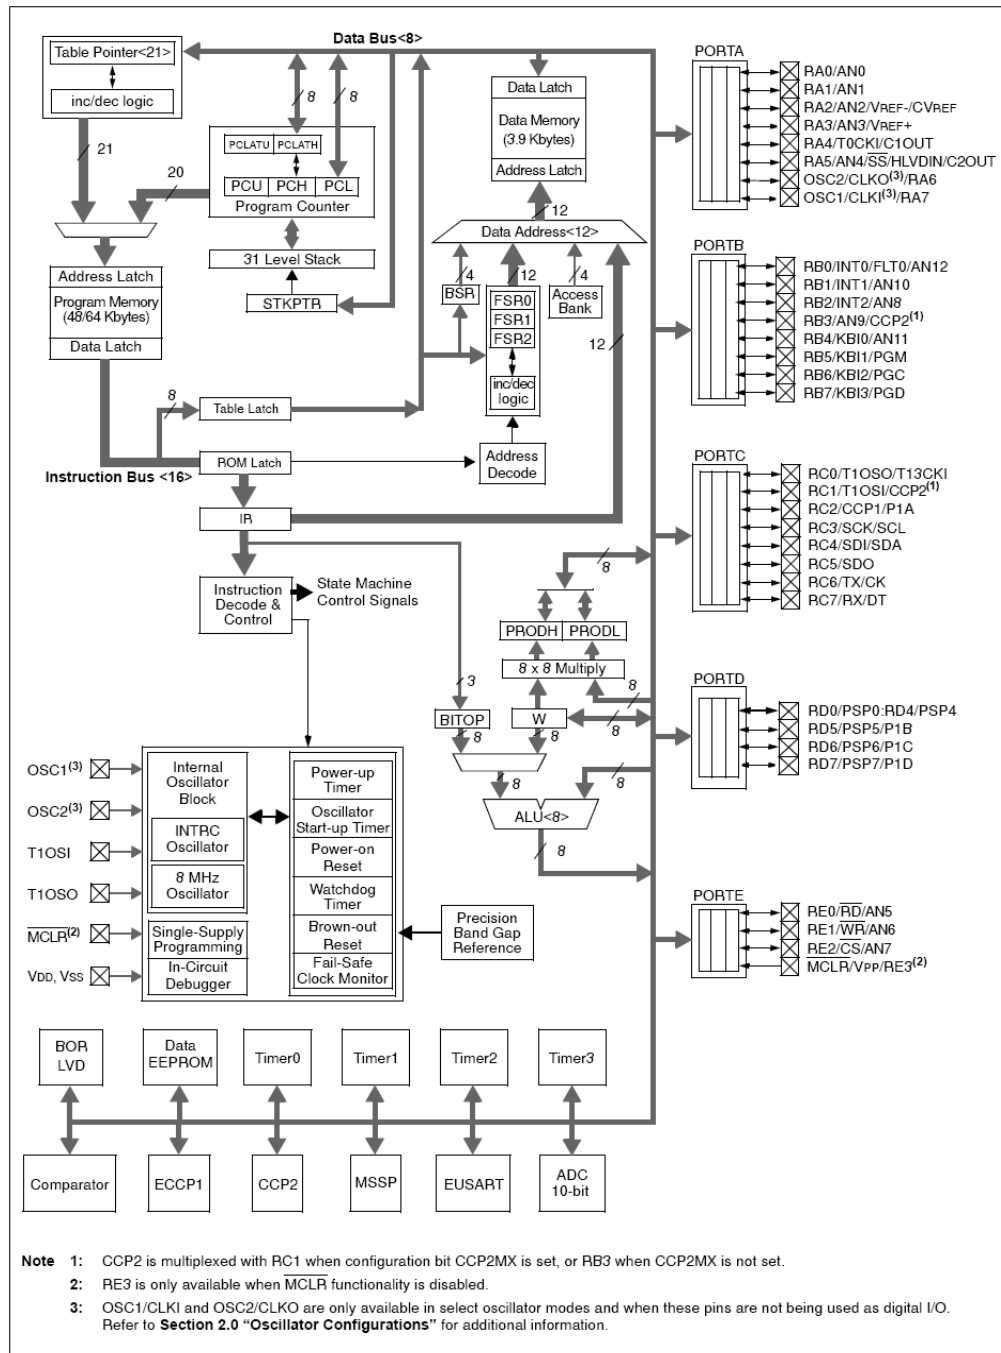 Data Bus<8>
Table Pointer<21>
inc/dec logic
21
20
8
8
PCLATU PCLATH
PCU PCH PCL
Program Counter
31 Level Stack
STKPTR
Data Latch
Data Memory
(3.9 Kbytes)
Address Latch
12
Data Address<12>
4
12
4
BSR
FSR0
FSR1
FSR2
inc/dec
logic
Access
Bank
12
Address Latch
Program Memory
(48/64 Kbytes)
Data Latch
8
Table Latch
Instruction Bus <16>
ROM Latch
Address
Decode
IR
Instruction
Decode &
Control
State Machine
Control Signals
8
PRODH PRODL
8 x 8 Multiply
3
8
BITOP
W
8
8
8
8
8
ALU<8>
8
PORTA
RA0/AN0
RA1/AN1
RA2/AN2/VREF-/CVREF
RA3/AN3/VREF+
RA4/T0CKI/C1OUT
RA5/AN4/SS/HLVDIN/C2OUT
OSC2/CLKO(3)/RA6
OSC1/CLKI(3)/RA7
PORTB
RB0/INT0/FLT0/AN12
RB1/INT1/AN10
RB2/INT2/AN8
RB3/AN9/CCP2(1)
RB4/KBI0/AN11
RB5/KBI1/PGM
RB6/KBI2/PGC
RB7/KBI3/PGD
PORTC
RC0/T1OSO/T13CKI
RC1/T1OSI/CCP2(1)
RC2/CCP1/P1A
RC3/SCK/SCL
RC4/SDI/SDA
RC5/SDO
RC6/TX/CK
RC7/RX/DT
PORTD
RD0/PSP0:RD4/PSP4
RD5/PSP5/P1B
RD6/PSP6/P1C
RD7/PSP7/P1D
PORTE
RE0/RD/AN5
RE1/WR/AN6
RE2/CS/AN7
MCLR/VPP/RE3(2)
OSC1(3)
OSC2(3)
T1OSI
T1OSO
MCLR(2)
VDD, VSS
Internal
Oscillator
Block
INTRC
Oscillator
8 MHz
Oscillator
Single-Supply
Programming
In-Circuit
Debugger
Power-up
Timer
Oscillator
Start-up Timer
Power-on
Reset
Watchdog
Timer
Brown-out
Reset
Fail-Safe
Clock Monitor
Precision
Band Gap
Reference
BOR
LVD
Data
EEPROM
Timer0
Timer1
Timer2
Timer3
Comparator
ECCP1
CCP2
MSSP
EUSART
ADC
10-bit
Note 1: CCP2 is multiplexed with RC1 when configuration bit CCP2MX is set, or RB3 when CCP2MX is not set.
2: RE3 is only available when MCLR functionality is disabled.
3: OSC1/CLKI and OSC2/CLKO are only available in select oscillator modes and when these pins are not being used as digital I/O.
Refer to Section 2.0 “Oscillator Configurations” for additional information.